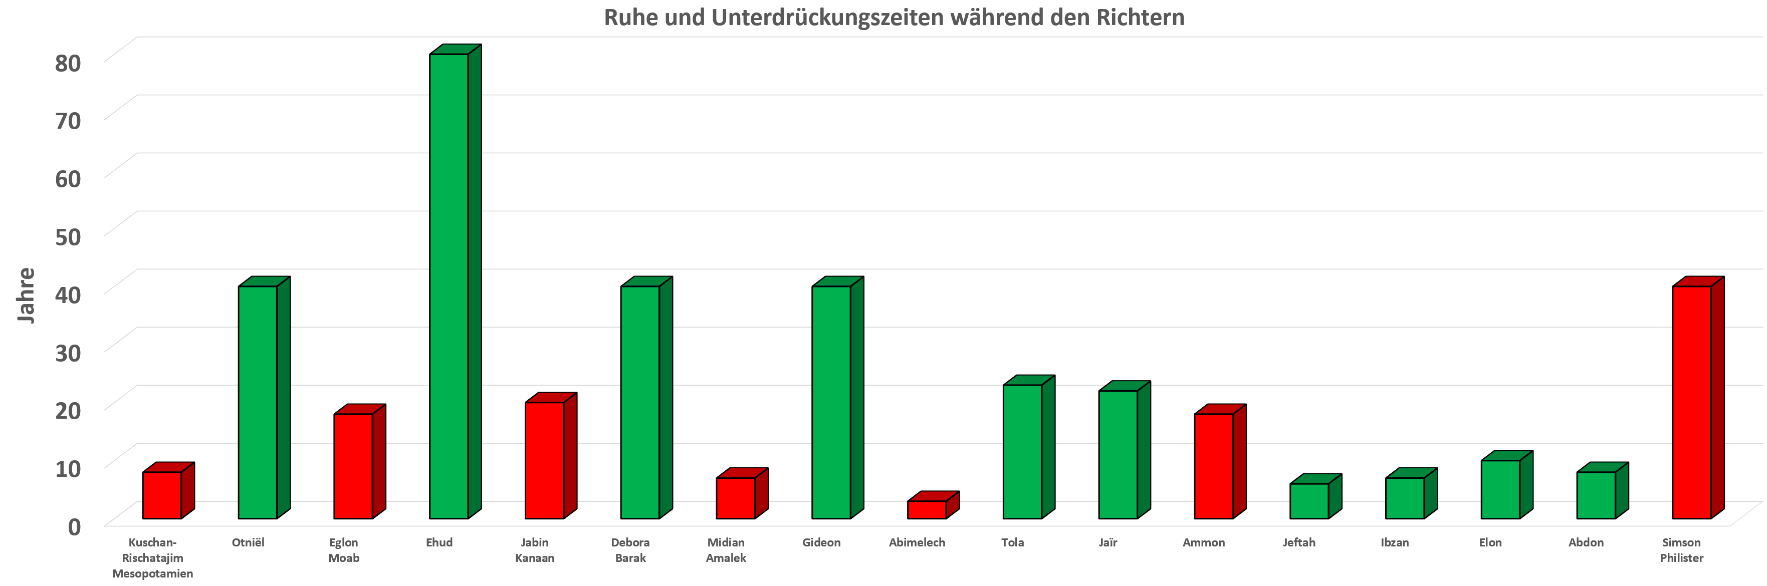 Ruhe und Unterdrückungszeiten während den Richtern
Jahre
80
70
60
50
40
30
20
10
0
Kuschan-
Rischatajim
Mesopotamien
Otniël
Eglon
Moab
Ehud
Jabin
Kanaan
Debora
Barak
Midian
Amalek
Gideon
Abimelech
Tola
Jaïr
Ammon
Jeftah
Ibzan
Elon
Abdon
Simson
Philister